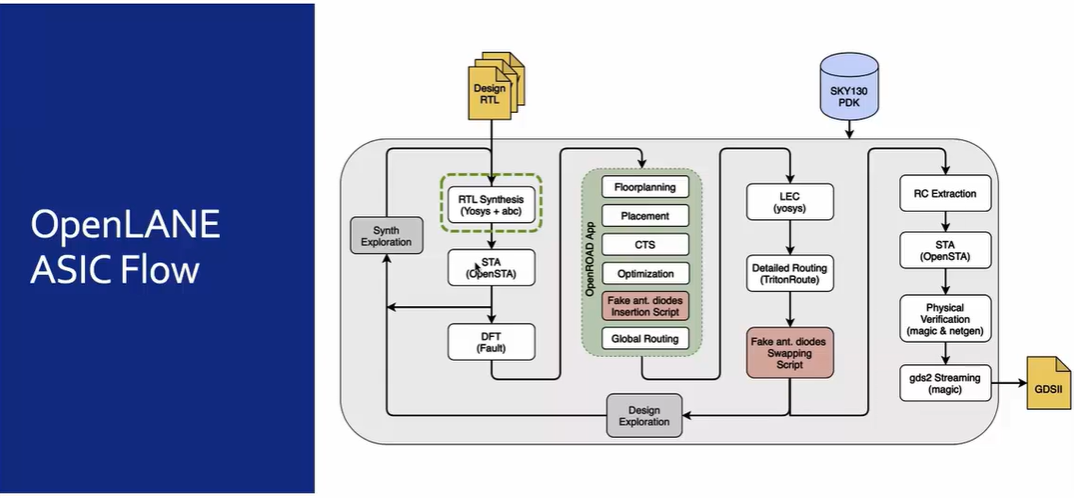 OpenLANE
ASIC Flow
Design
RTL
SKY130
PDK
RTL Synthesis
(Yosys + abc)
Synth
Exploration
STA
(OpenSTA)
DFT
(Fault)
OpenROAD App
Floorplanning
Placement
CTS
Optimization
Fake ant. diodes
Insertion Script
Global Routing
LEC
(yosys)
Detailed Routing
(TritonRoute)
Fake ant. diodes
Swapping
Script
Design
Exploration
RC Extraction
STA
(OpenSTA)
Physical
Verification
(magic & netgen)
gds2 Streaming
(magic)
GDSII